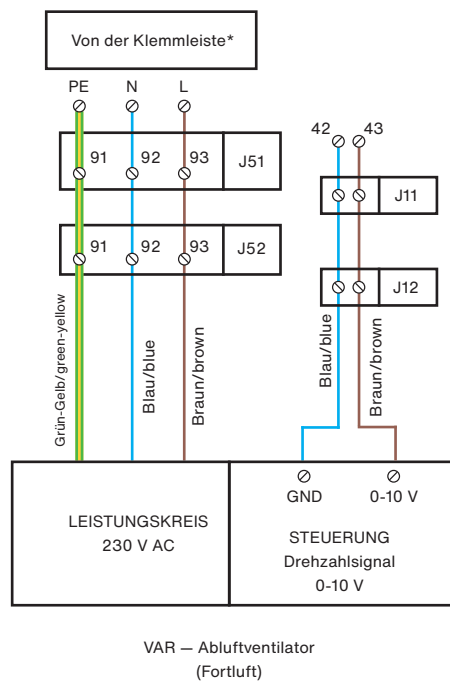 Von der Klemmleiste*
PE N L
91 92 93 J51
42 43
J11
91 92 93 J52
J12
Grün-Gelb/green-yellow
Blau/blue
Braun/brown
Blau/blue
Braun/brown
GND 0-10 V
LEISTUNGSKREIS
230 V AC
STEUERUNG
Drehzahlsignal
0-10 V
VAR — Abluftventilator
(Fortluft)